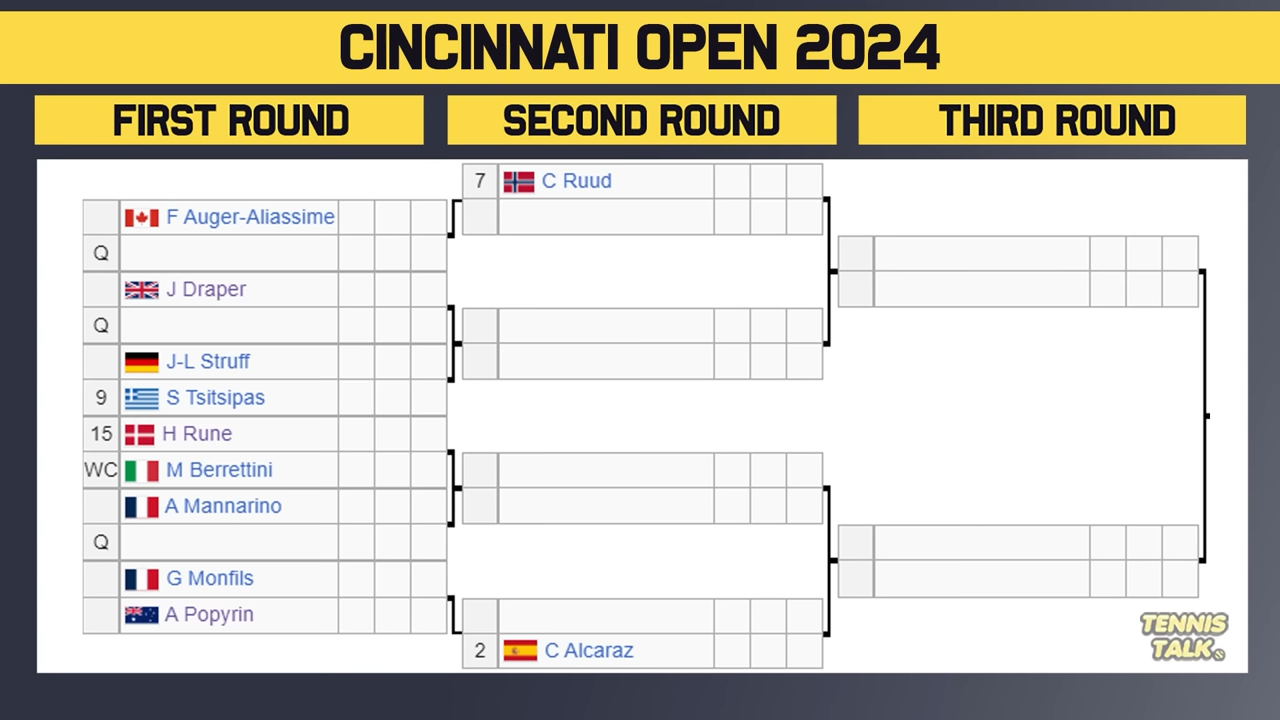 CINCINNATI OPEN 2024
FIRST ROUND
SECOND ROUND
THIRD ROUND
7 C Ruud
F Auger-Aliassime
Q
J Draper
Q
J-L Struff
9 S Tsitsipas
15 H Rune
WC M Berrettini
A Mannarino
Q
G Monfils
A Popyrin
2 C Alcaraz
TENNIS
TALK